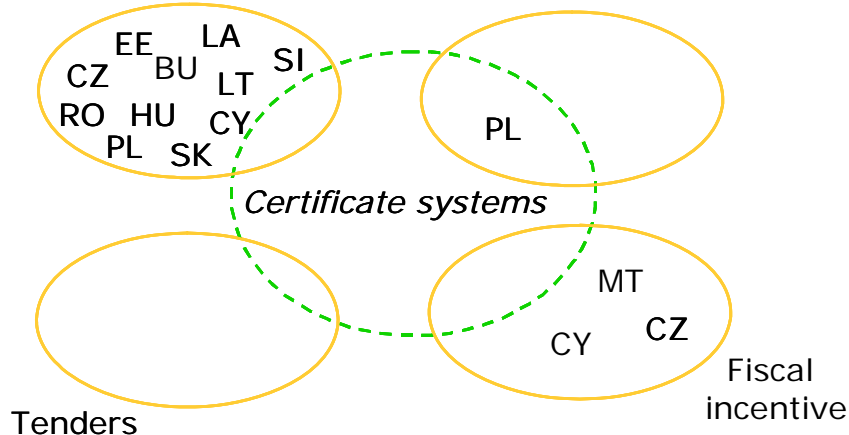 LA
EE
BU
SI
CZ
LT
RO
HU
CY
PL
SK
PL
Certificate systems
MT
CZ
CY
Fiscal
incentive
Tenders